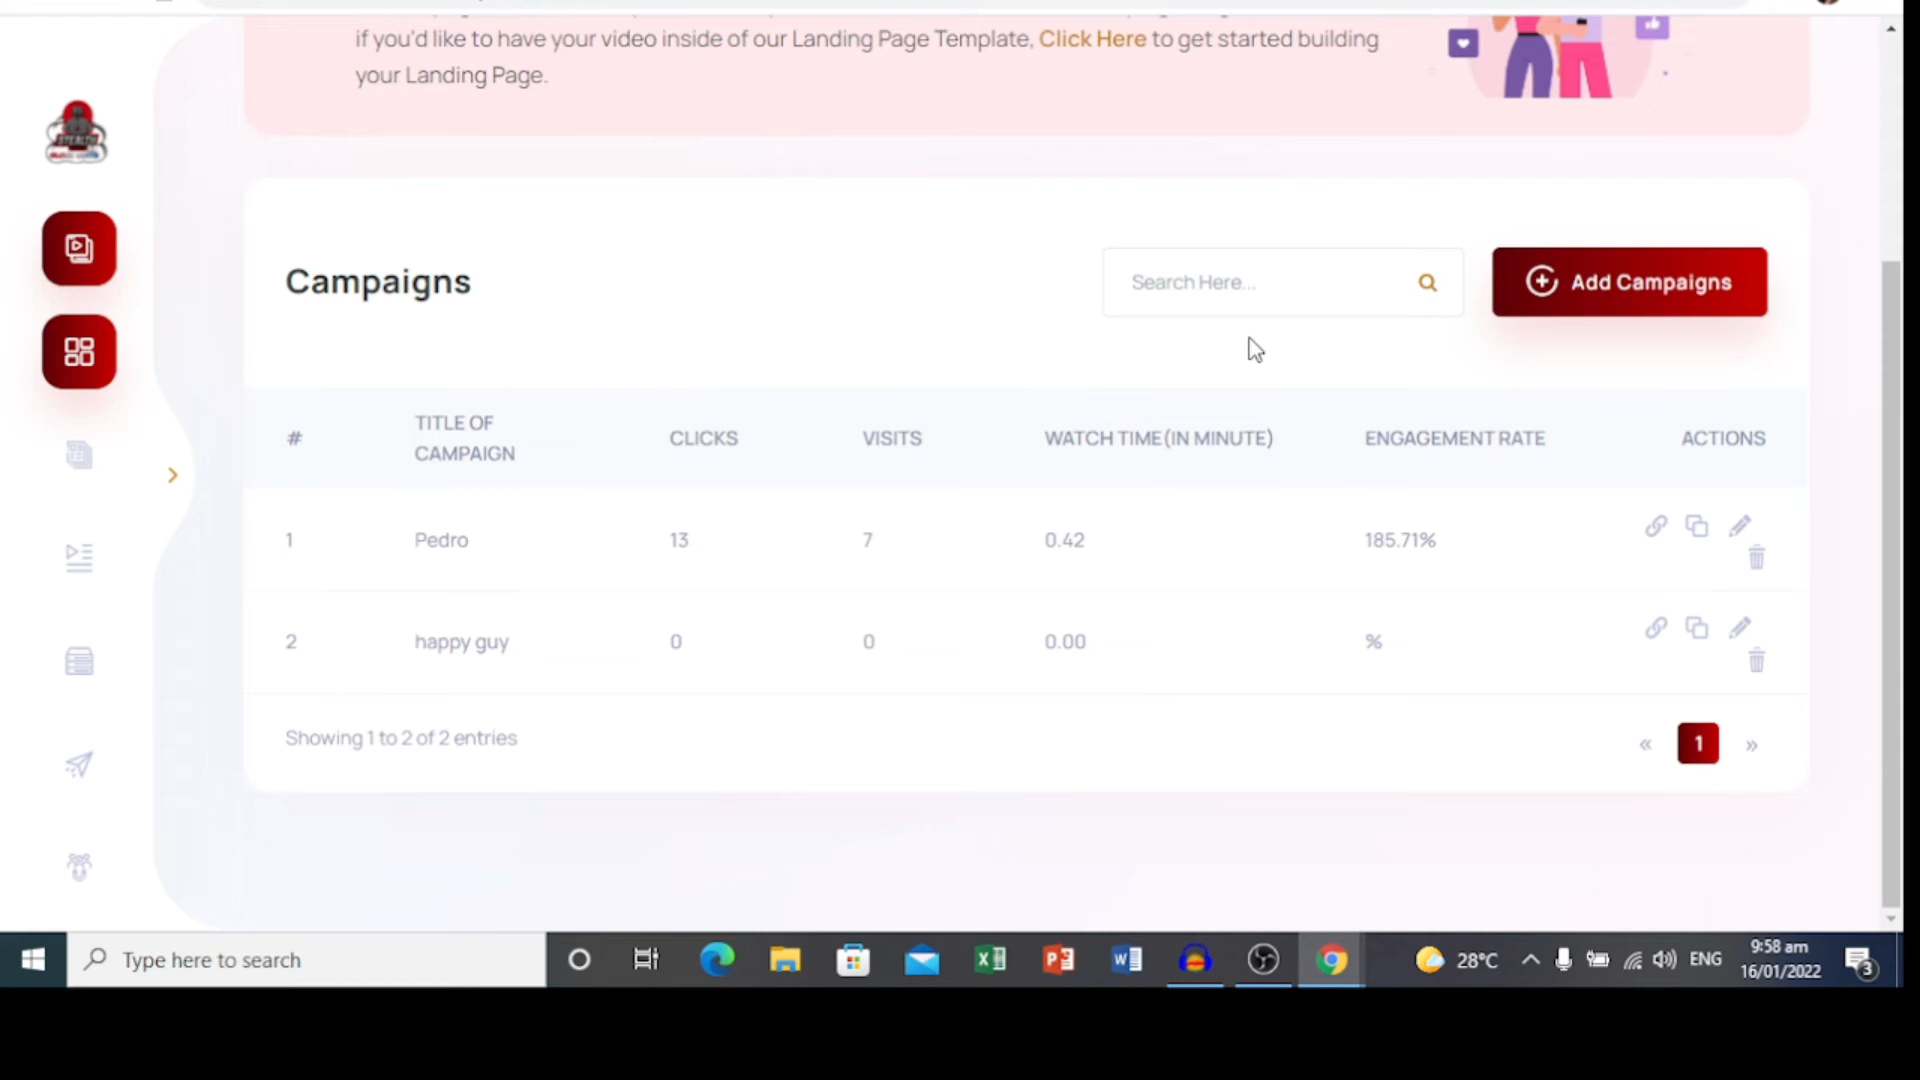 if you'd like to have your video inside of our Landing Page Template, Click Here to get started building
your Landing Page.
Campaigns
Search Here...
Add Campaigns
#
TITLE OF
CAMPAIGN
CLICKS
VISITS
WATCH TIME(IN MINUTE)
ENGAGEMENT RATE
ACTIONS
1
Pedro
13
7
0.42
185.71%
2
happy guy
0
0
0.00
%
Showing 1 to 2 of 2 entries
«
1
»
Type here to search
28°C
ENG
9:58 am
16/01/2022
3